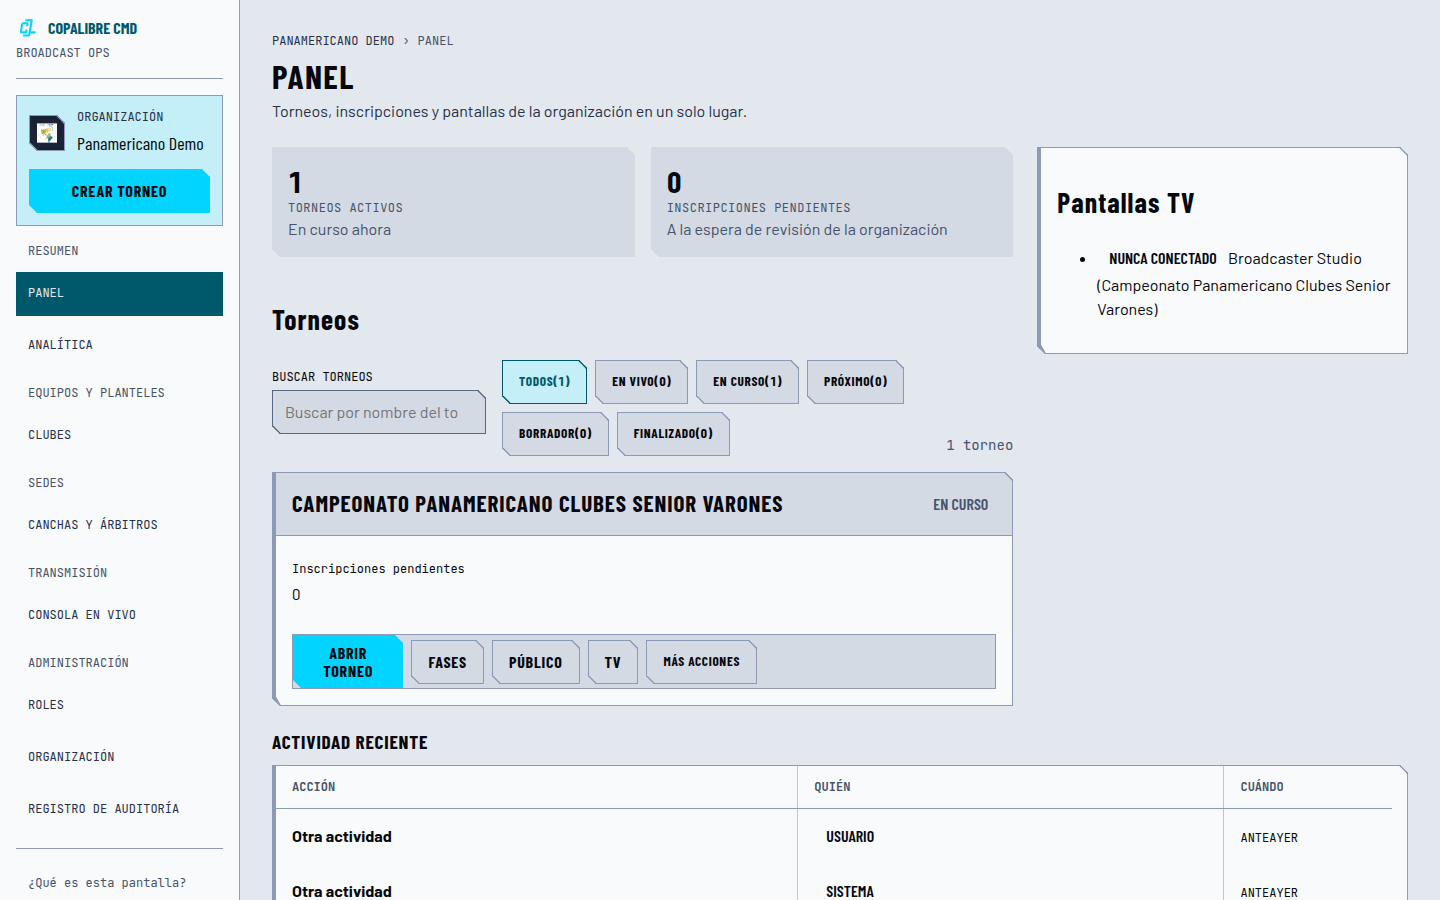 COPALIBRE CMD
BROADCAST OPS
ORGANIZACIÓN
Panamericano Demo
CREAR TORNEO
RESUMEN
PANEL
ANALÍTICA
EQUIPOS Y PLANTELES
CLUBES
SEDES
CANCHAS Y ÁRBITROS
TRANSMISIÓN
CONSOLA EN VIVO
ADMINISTRACIÓN
ROLES
ORGANIZACIÓN
REGISTRO DE AUDITORÍA
¿Qué es esta pantalla?
PANAMERICANO DEMO › PANEL
PANEL
Torneos, inscripciones y pantallas de la organización en un solo lugar.
1
TORNEOS ACTIVOS
En curso ahora
0
INSCRIPCIONES PENDIENTES
A la espera de revisión de la organización
Pantallas TV
• NUNCA CONECTADO Broadcaster Studio
(Campeonato Panamericano Clubes Senior
Varones)
Torneos
BUSCAR TORNEOS
Buscar por nombre del to
TODOS(1)
EN VIVO(0)
EN CURSO(1)
PRÓXIMO(0)
BORRADOR(0)
FINALIZADO(0)
1 torneo
CAMPEONATO PANAMERICANO CLUBES SENIOR VARONES
EN CURSO
Inscripciones pendientes
0
ABRIR
TORNEO
FASES
PÚBLICO
TV
MÁS ACCIONES
ACTIVIDAD RECIENTE
ACCIÓN QUIÉN CUÁNDO
Otra actividad USUARIO ANTEAYER
Otra actividad SISTEMA ANTEAYER